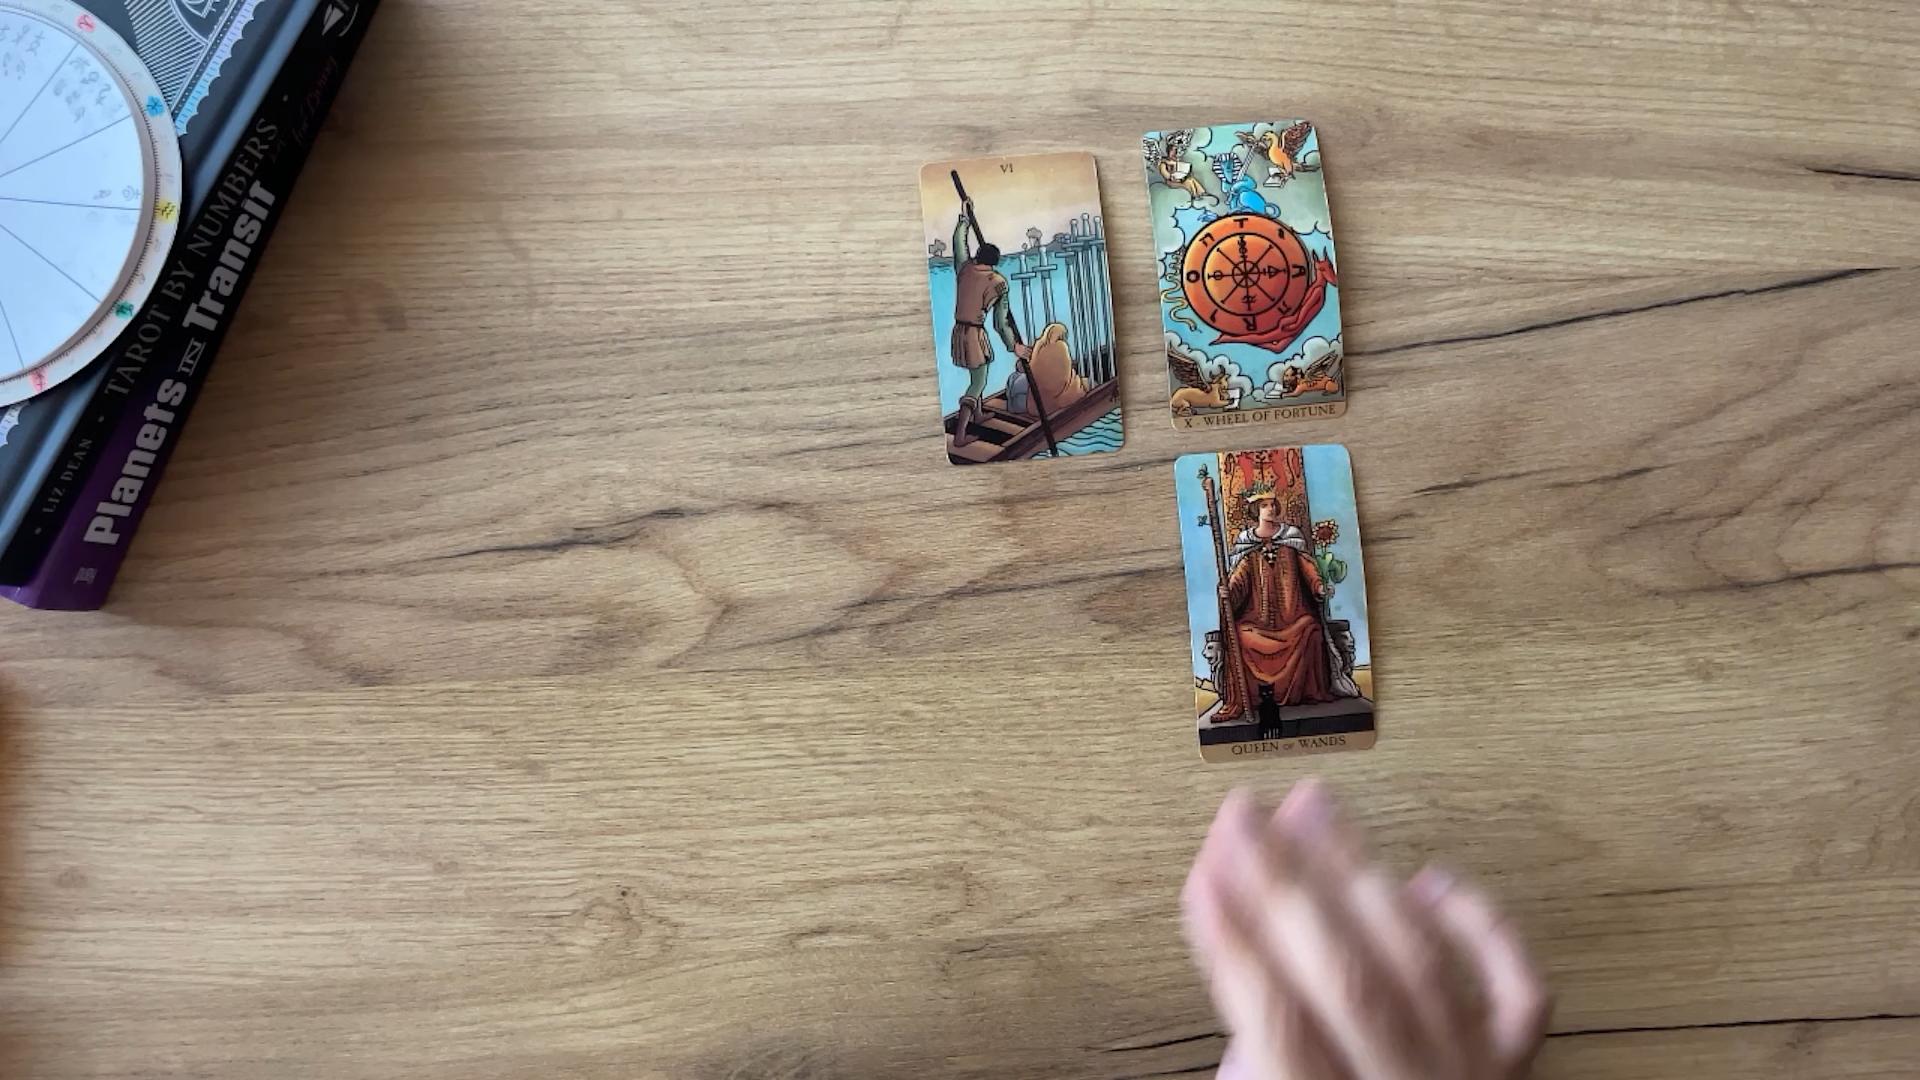 TAROT BY NUMBERS
LIZ DEAN
Planets IN Transit
VI
X - WHEEL OF FORTUNE
T
A
R
O
QUEEN OF WANDS